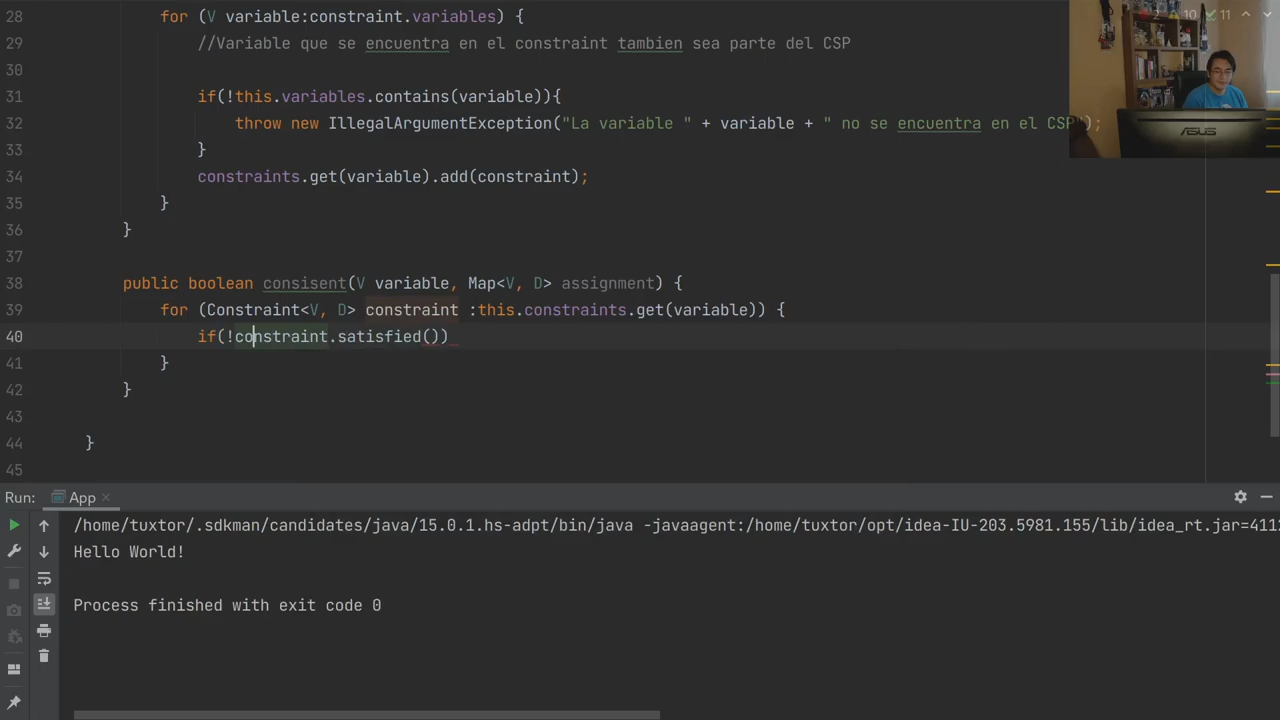 28 for (V variable:constraint.variables) {
29 //Variable que se encuentra en el constraint tambien sea parte del CSP
30
31 if(!this.variables.contains(variable)){
32 throw new IllegalArgumentException("La variable " + variable + " no se encuentra en el CSP");
33 }
34 constraints.get(variable).add(constraint);
35 }
36 }
37
38 public boolean consisent(V variable, Map<V, D> assignment) {
39 for (Constraint<V, D> constraint :this.constraints.get(variable)) {
40 if(!constraint.satisfied())
41 }
42 }
43
44 }
45
2 10 11
ASUS
Run: App
/home/tuxtor/.sdkman/candidates/java/15.0.1.hs-adpt/bin/java -javaagent:/home/tuxtor/opt/idea-IU-203.5981.155/lib/idea_rt.jar=4112
Hello World!
Process finished with exit code 0